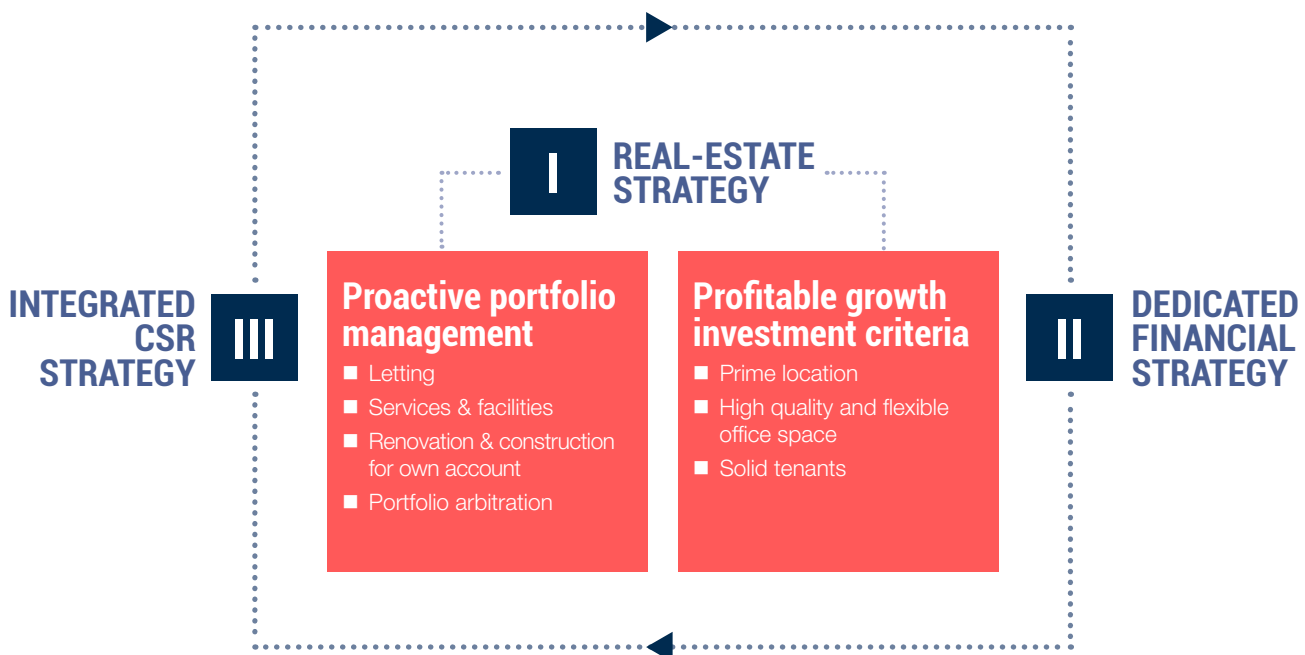 I
REAL-ESTATE
STRATEGY
INTEGRATED
CSR
STRATEGY
III
Proactive portfolio
management
■ Letting
■ Services & facilities
■ Renovation & construction
for own account
■ Portfolio arbitration
Profitable growth
investment criteria
■ Prime location
■ High quality and flexible
office space
■ Solid tenants
II
DEDICATED
FINANCIAL
STRATEGY